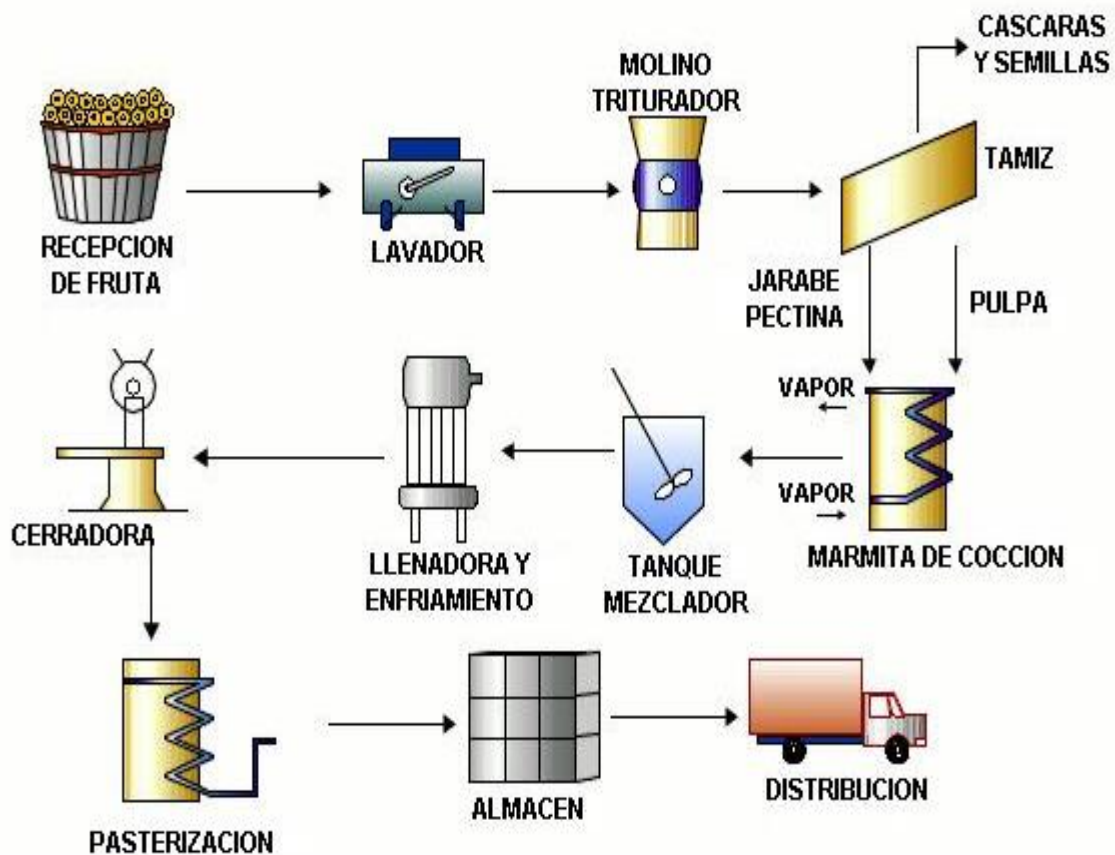 CASCARAS
Y SEMILLAS
MOLINO
TRITURADOR
TAMIZ
RECEPCION
DE FRUTA
LAVADOR
JARABE
PECTINA
PULPA
VAPOR
VAPOR
MARMITA DE COCCION
TANQUE
MEZCLADOR
LLENADORA Y
ENFRIAMIENTO
CERRADORA
PASTERIZACION
ALMACEN
DISTRIBUCION